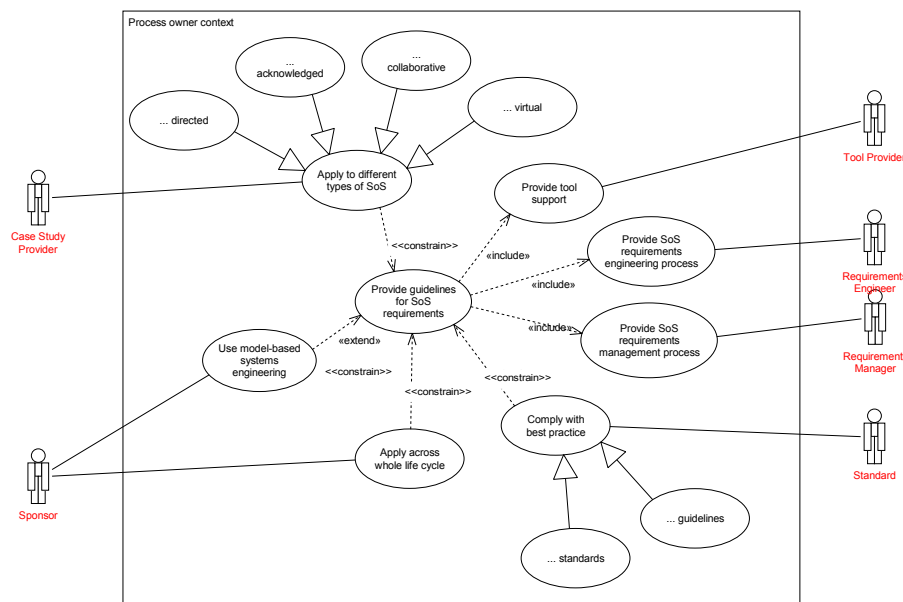 Process owner context
...
acknowledged
...
collaborative
... directed
... virtual
Apply to different
types of SoS
Case Study
Provider
Tool Provider
Provide tool
support
<<constrain>>
«include»
Provide SoS
requirements
engineering process
Requirements
Engineer
Provide guidelines
for SoS
requirements
«include»
«include»
Provide SoS
requirements
management process
Requirement
Manager
Use model-based
systems
engineering
«extend»
<<constrain>>
<<constrain>>
<<constrain>>
Comply with
best practice
Apply across
whole life cycle
Standard
Sponsor
... guidelines
... standards